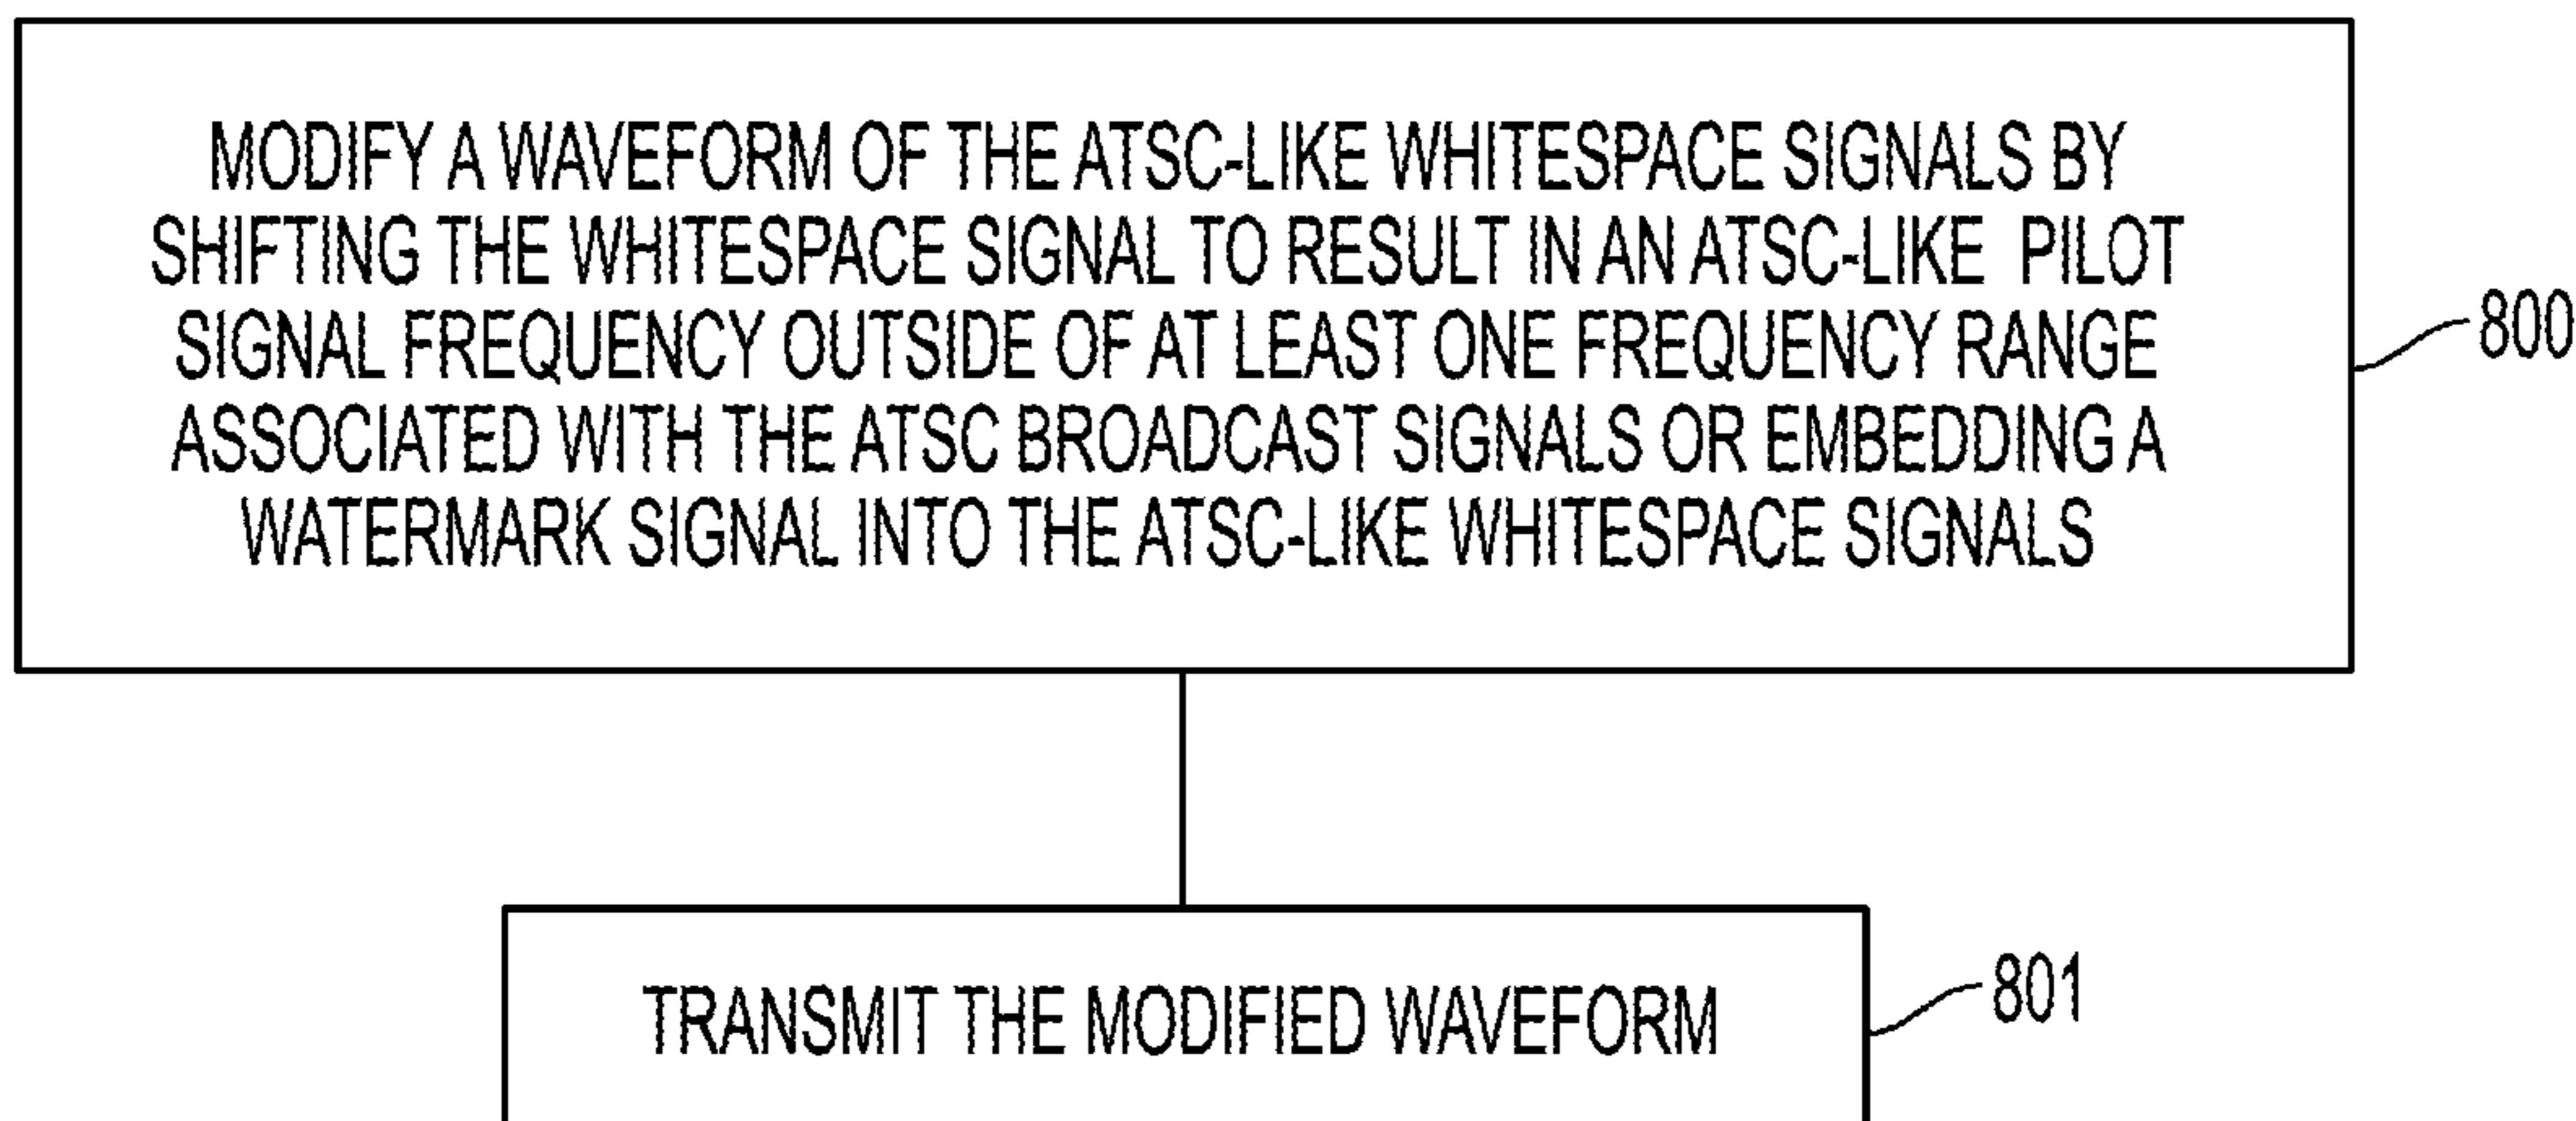 MODIFY A WAVEFORM OF THE ATSC-LIKE WHITESPACE SIGNALS BY
SHIFTING THE WHITESPACE SIGNAL TO RESULT IN AN ATSC-LIKE PILOT
SIGNAL FREQUENCY OUTSIDE OF AT LEAST ONE FREQUENCY RANGE
ASSOCIATED WITH THE ATSC BROADCAST SIGNALS OR EMBEDDING A
WATERMARK SIGNAL INTO THE ATSC-LIKE WHITESPACE SIGNALS
800
TRANSMIT THE MODIFIED WAVEFORM
801